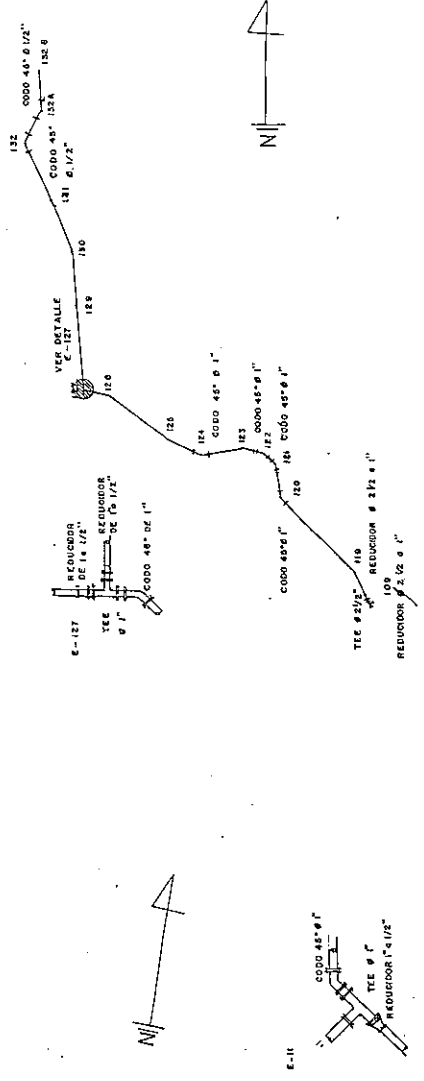 CODO 45° Ø 1/2"
132
132 B
132A
CODO 45°
Ø 1/2"
131
130
129
VER DETALLE
E-127
127
126
125
124
CODO 45° Ø 1"
123
CODO 45° Ø 1"
122
121
CODO 45° Ø 1"
120
CODO 45° Ø 1"
119
TEE Ø 2 1/2"
REDUCIDOR Ø 2 1/2 a 1"
109
REDUCIDOR Ø 2 1/2 a 1"
E-127
REDUCIDOR
DE 1 a 1/2"
TEE
Ø 1"
REDUCIDOR
DE 1 a 1/2"
CODO 45° DE 1"
N
N
E-11
CODO 45° Ø 1"
TEE Ø 1"
REDUCIDOR 1" a 1/2"